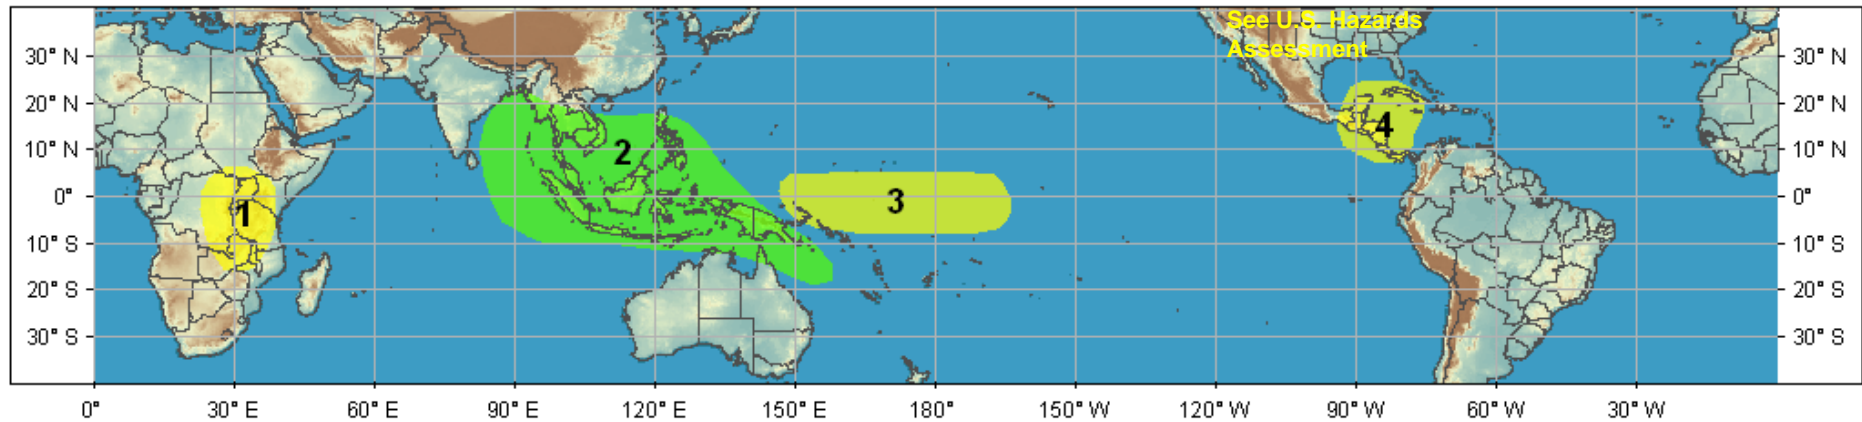 See U.S. Hazards
Assessment
30° N
30° N
20° N
20° N
4
2
10° N
10° N
0°
3
0°
1
10° S
10° S
20° S
20° S
30° S
30° S
0°
30° E
60° E
90° E
120° E
150° E
180°
150° W
120° W
90° W
60° W
30° W